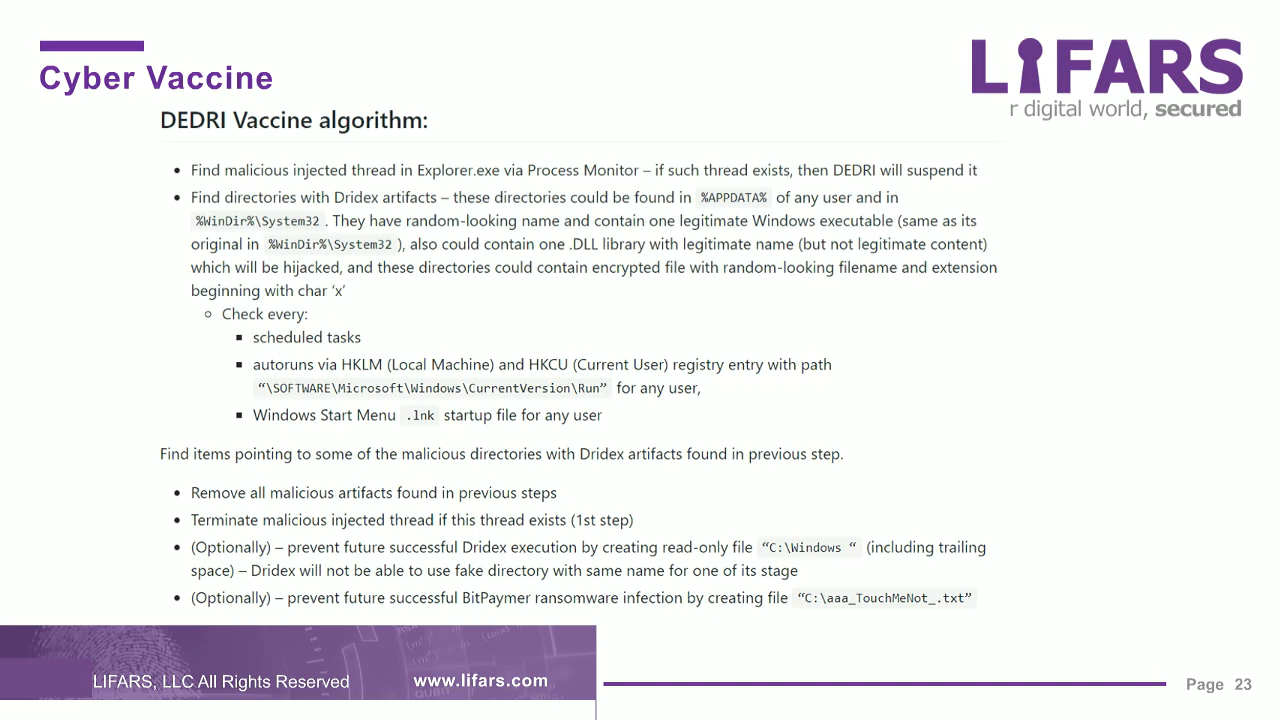 Cyber Vaccine
LIFARS
r digital world, secured
DEDRI Vaccine algorithm:
• Find malicious injected thread in Explorer.exe via Process Monitor – if such thread exists, then DEDRI will suspend it
• Find directories with Dridex artifacts – these directories could be found in %APPDATA% of any user and in
%WinDir%\System32 . They have random-looking name and contain one legitimate Windows executable (same as its
original in %WinDir%\System32 ), also could contain one .DLL library with legitimate name (but not legitimate content)
which will be hijacked, and these directories could contain encrypted file with random-looking filename and extension
beginning with char ‘x’
◦ Check every:
▪ scheduled tasks
▪ autoruns via HKLM (Local Machine) and HKCU (Current User) registry entry with path
“\SOFTWARE\Microsoft\Windows\CurrentVersion\Run” for any user,
▪ Windows Start Menu .lnk startup file for any user
Find items pointing to some of the malicious directories with Dridex artifacts found in previous step.
• Remove all malicious artifacts found in previous steps
• Terminate malicious injected thread if this thread exists (1st step)
• (Optionally) – prevent future successful Dridex execution by creating read-only file “C:\Windows “ (including trailing
space) – Dridex will not be able to use fake directory with same name for one of its stage
• (Optionally) – prevent future successful BitPaymer ransomware infection by creating file “C:\aaa_TouchMeNot_.txt”
LIFARS, LLC All Rights Reserved
www.lifars.com
Page 23